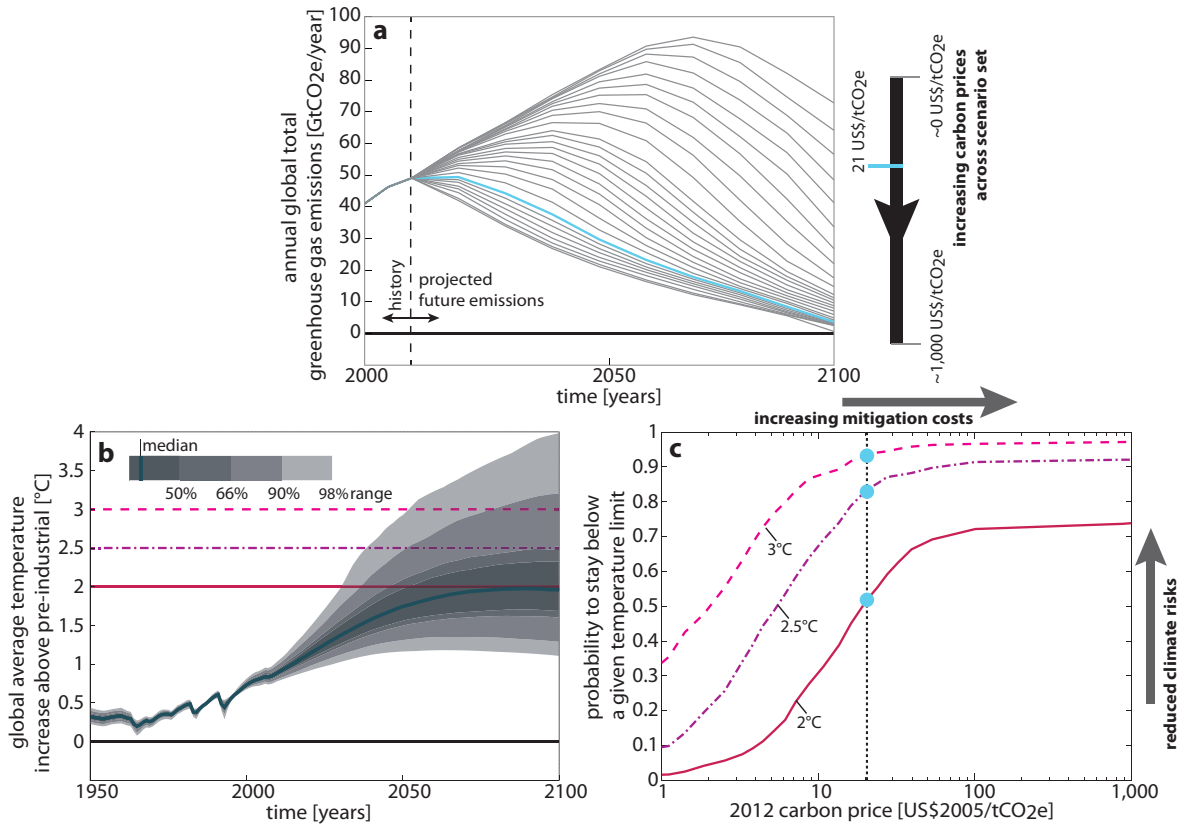 a
annual global total
greenhouse gas emissions [GtCO2e/year]
100
90
80
70
60
50
40
30
20
10
0
history
projected
future emissions
2000
2050
2100
time [years]
21 US$/tCO2e
~0 US$/tCO2e
~1,000 US$/tCO2e
increasing carbon prices
across scenario set
b
global average temperature
increase above pre-industrial [°C]
4
3.5
3
2.5
2
1.5
1
0.5
0
median
50%
66%
90%
98%range
1950
2000
2050
2100
time [years]
increasing mitigation costs
c
probability to stay below
a given temperature limit
1
0.9
0.8
0.7
0.6
0.5
0.4
0.3
0.2
0.1
0
3°C
2.5°C
2°C
1
10
100
1,000
2012 carbon price [US$2005/tCO2e]
reduced climate risks